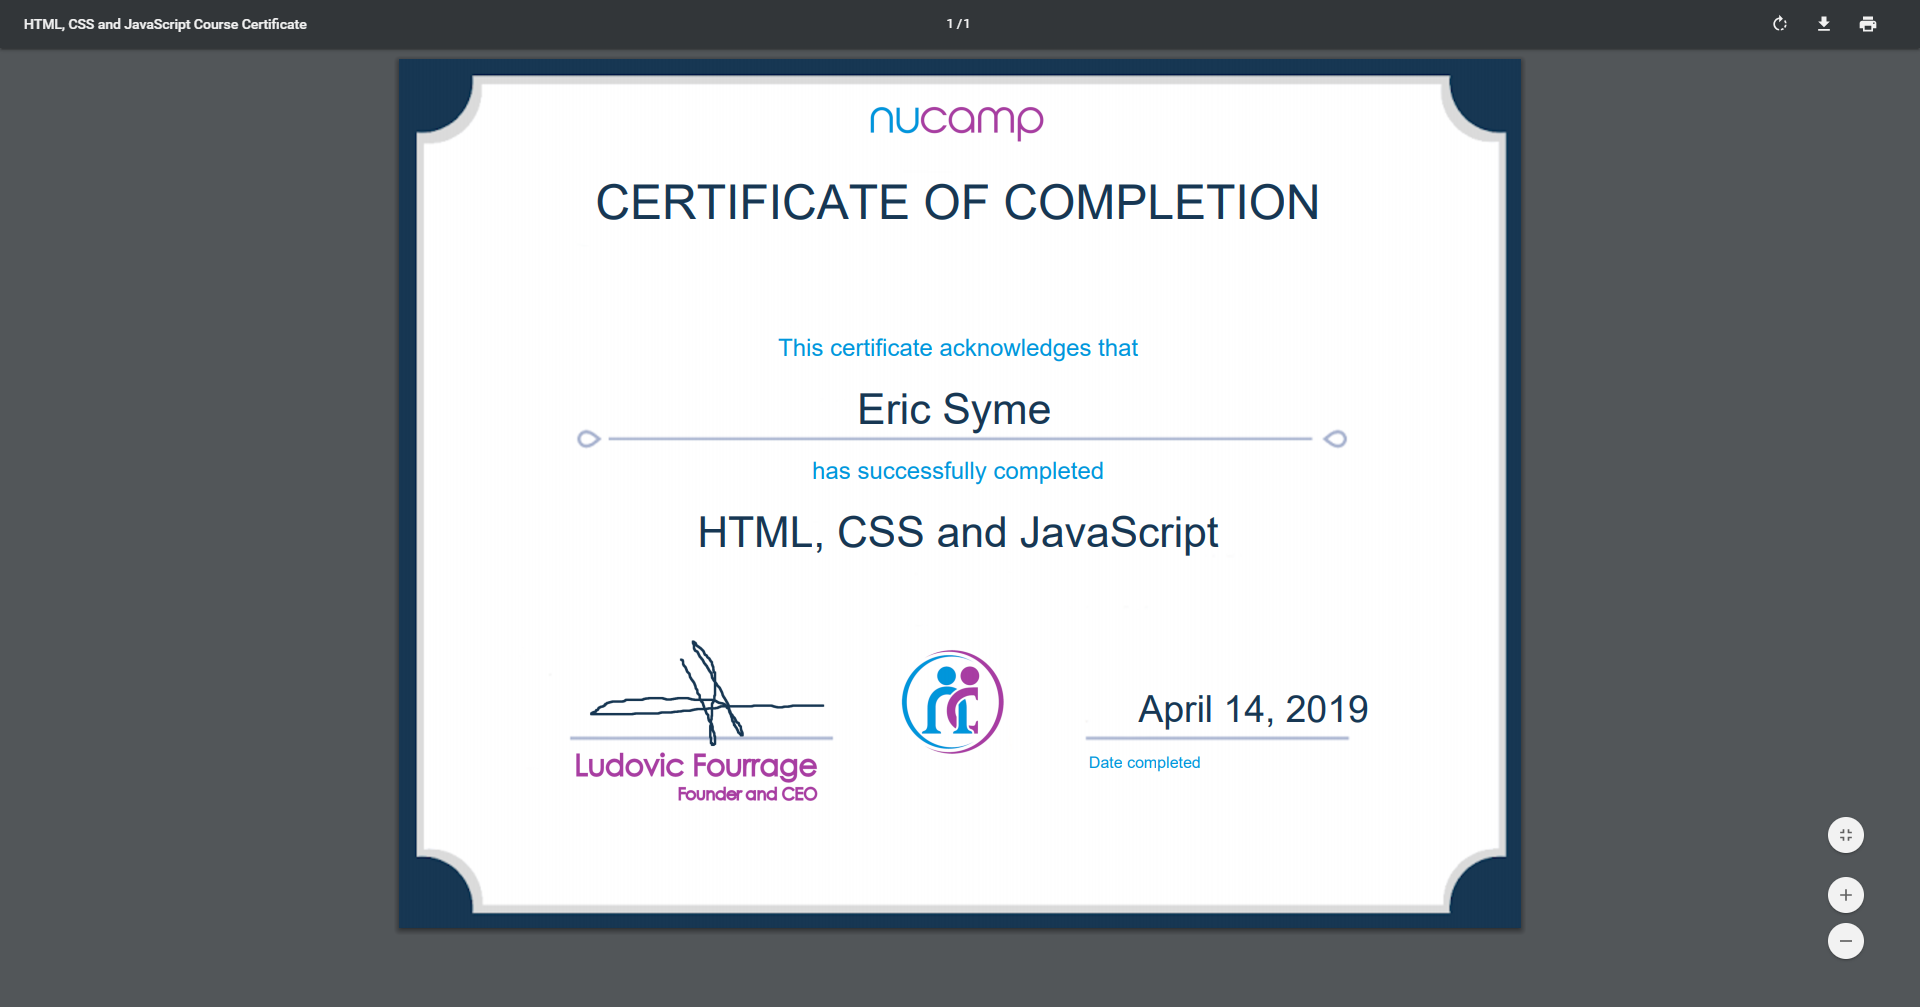 HTML, CSS and JavaScript Course Certificate
1 / 1
nucamp
CERTIFICATE OF COMPLETION
This certificate acknowledges that
Eric Syme
has successfully completed
HTML, CSS and JavaScript
April 14, 2019
Ludovic Fourrage
Founder and CEO
Date completed